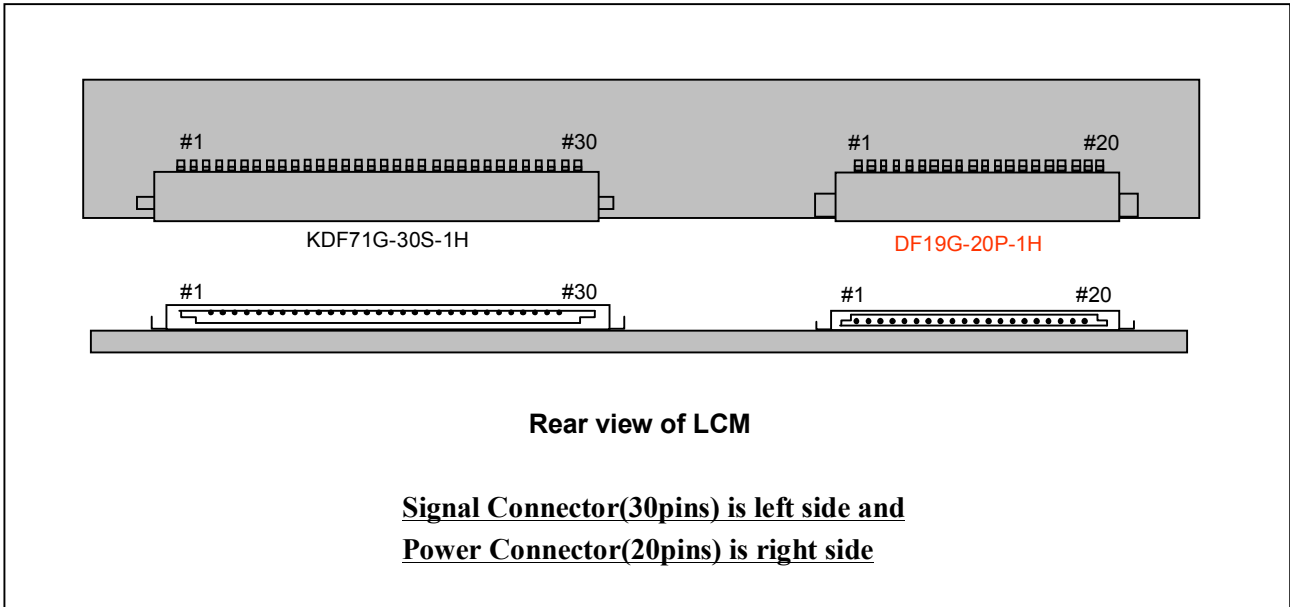 #1 #30 #1 #20
KDF71G-30S-1H DF19G-20P-1H
#1 #30 #1 #20
Rear view of LCM
Signal Connector(30pins) is left side and
Power Connector(20pins) is right side